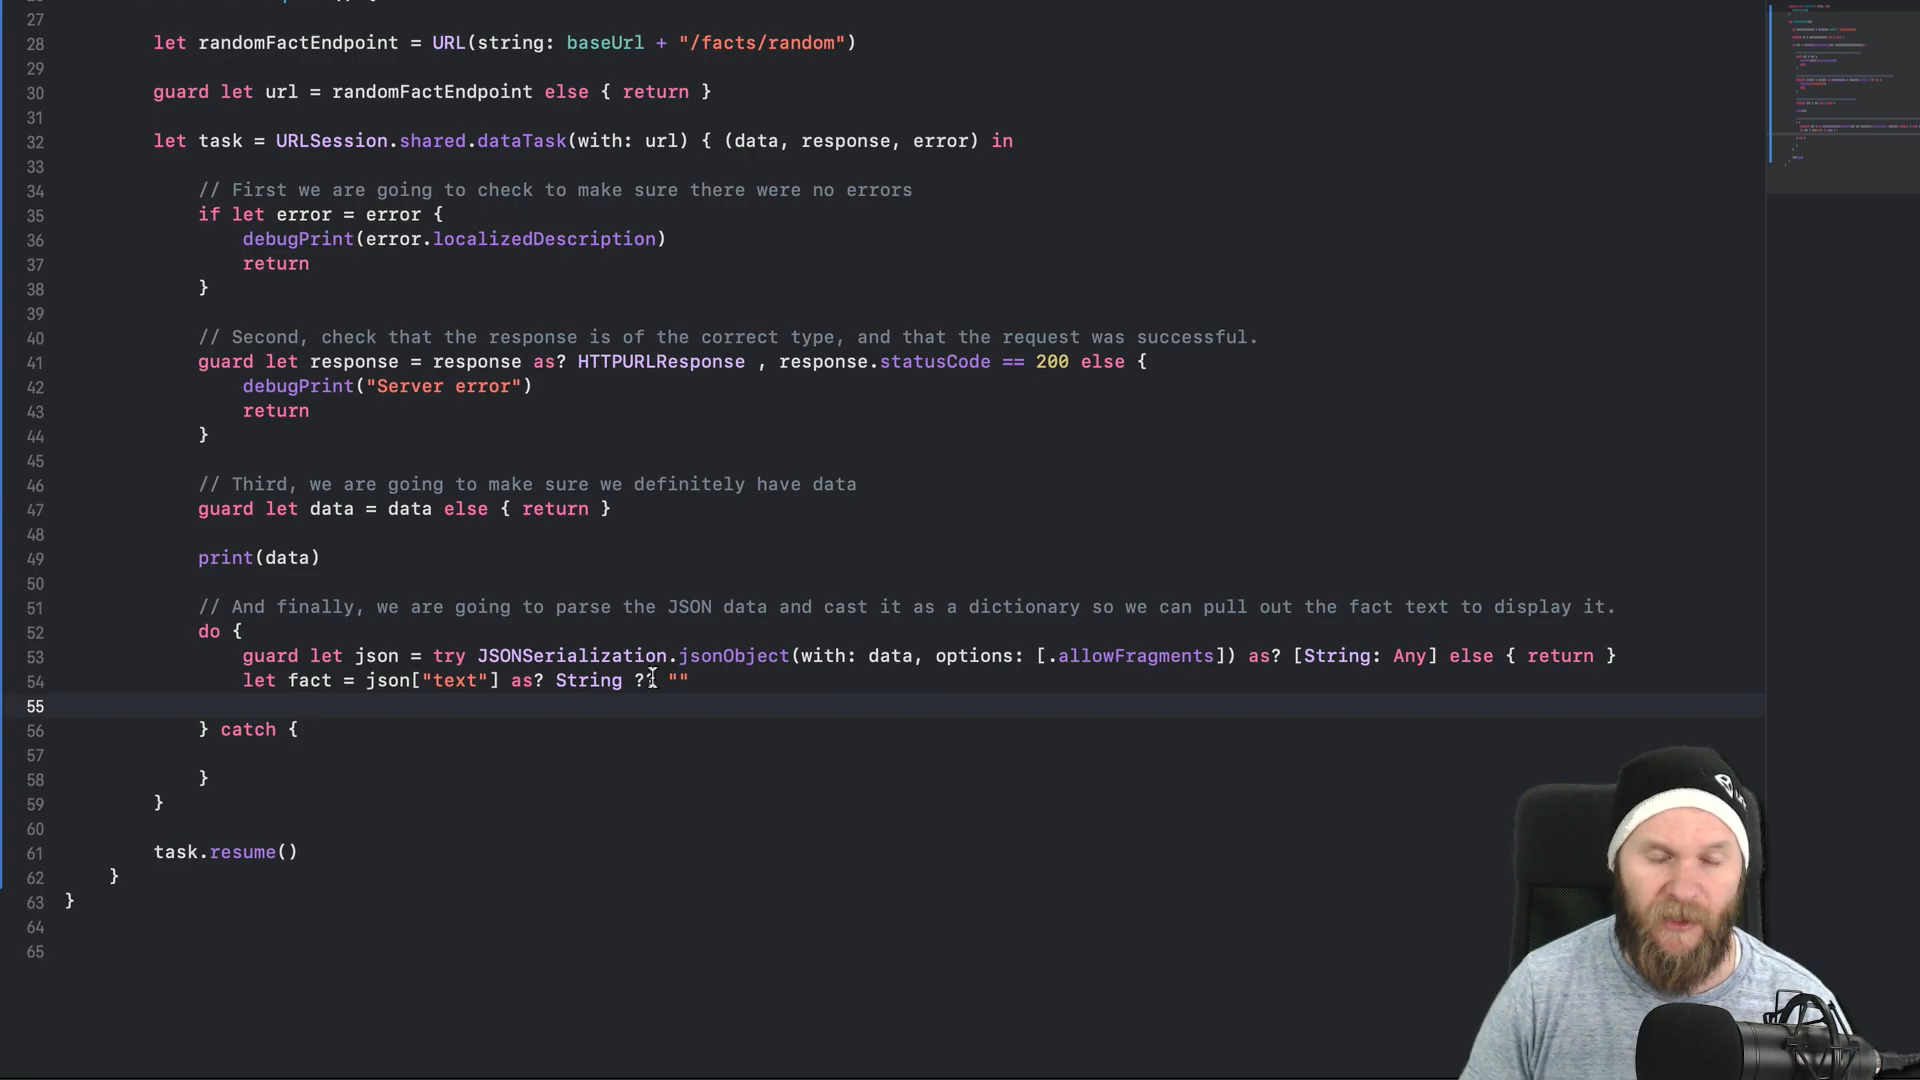 27
28 let randomFactEndpoint = URL(string: baseUrl + "/facts/random")
29
30 guard let url = randomFactEndpoint else { return }
31
32 let task = URLSession.shared.dataTask(with: url) { (data, response, error) in
33
34 // First we are going to check to make sure there were no errors
35 if let error = error {
36 debugPrint(error.localizedDescription)
37 return
38 }
39
40 // Second, check that the response is of the correct type, and that the request was successful.
41 guard let response = response as? HTTPURLResponse , response.statusCode == 200 else {
42 debugPrint("Server error")
43 return
44 }
45
46 // Third, we are going to make sure we definitely have data
47 guard let data = data else { return }
48
49 print(data)
50
51 // And finally, we are going to parse the JSON data and cast it as a dictionary so we can pull out the fact text to display it.
52 do {
53 guard let json = try JSONSerialization.jsonObject(with: data, options: [.allowFragments]) as? [String: Any] else { return }
54 let fact = json["text"] as? String ?? ""
55
56 } catch {
57
58 }
59 }
60
61 task.resume()
62 }
63 }
64
65